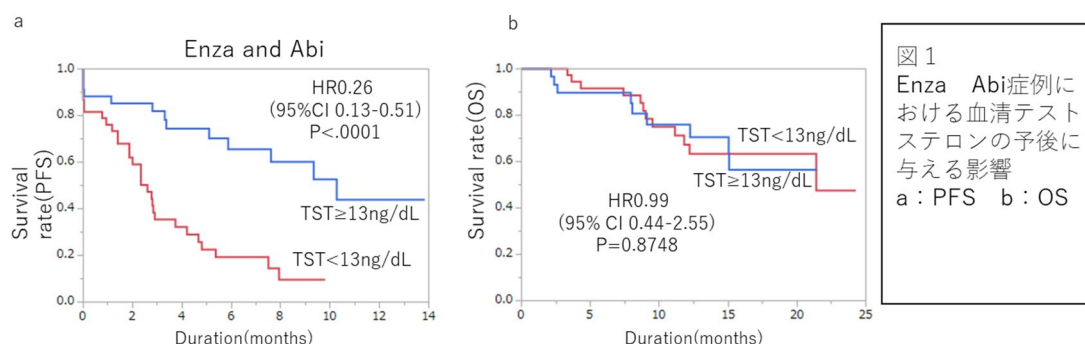 a
Enza and Abi
HR0.26
(95%CI 0.13-0.51)
P<.0001
TST≥13ng/dL
TST<13ng/dL
Survival
rate(PFS)
1.0
0.8
0.6
0.4
0.2
0.0
0 2 4 6 8 10 12 14
Duration(months)
b
TST<13ng/dL
TST≥13ng/dL
HR0.99
(95% CI 0.44-2.55)
P=0.8748
Survival rate(OS)
1.0
0.8
0.6
0.4
0.2
0.0
0 5 10 15 20 25
Duration(months)
図1
Enza Abi症例に
おける血清テスト
ステロンの予後に
与える影響
a:PFS b:OS